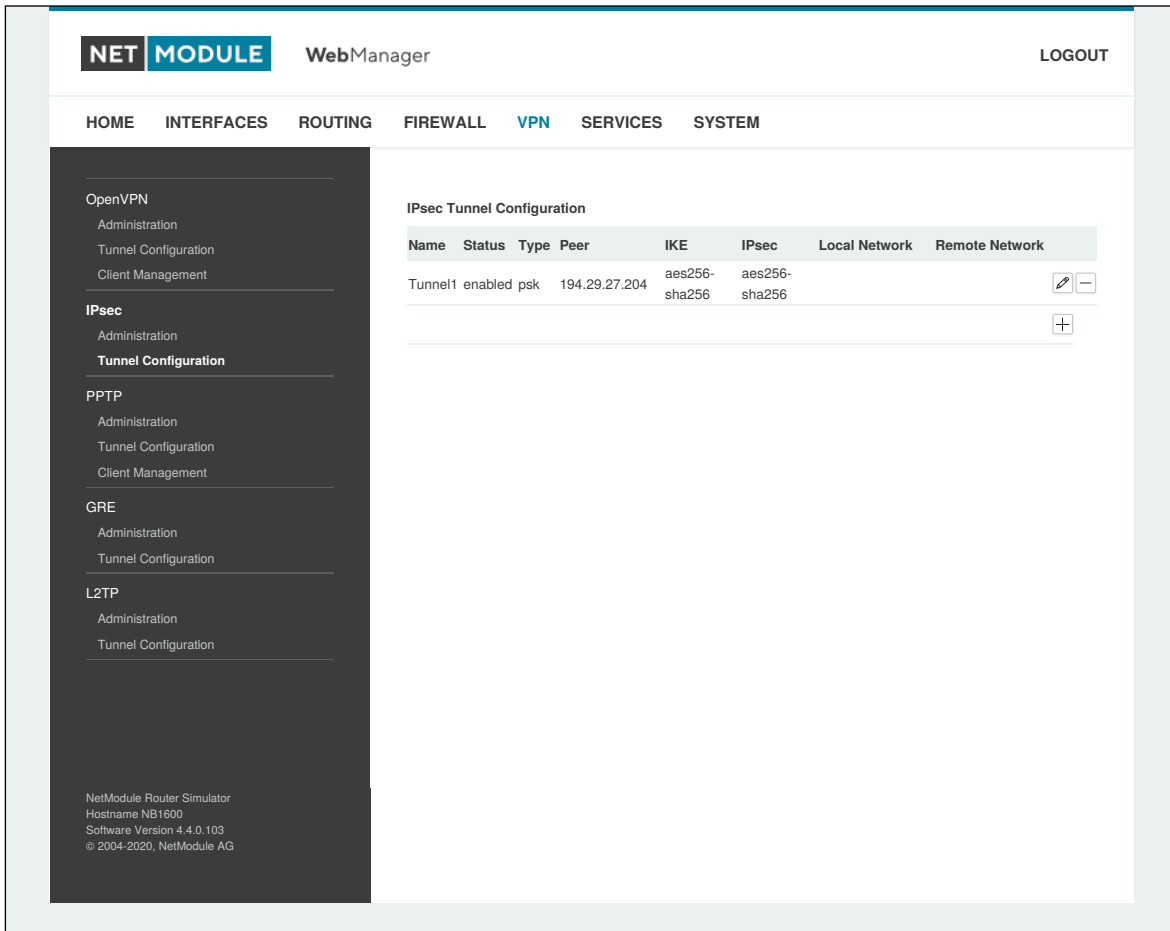 NET MODULE WebManager LOGOUT
HOME INTERFACES ROUTING FIREWALL VPN SERVICES SYSTEM
OpenVPN
Administration
Tunnel Configuration
Client Management
IPsec
Administration
Tunnel Configuration
PPTP
Administration
Tunnel Configuration
Client Management
GRE
Administration
Tunnel Configuration
L2TP
Administration
Tunnel Configuration
NetModule Router Simulator
Hostname NB1600
Software Version 4.4.0.103
© 2004-2020, NetModule AG
IPsec Tunnel Configuration
Name Status Type Peer IKE IPsec Local Network Remote Network
Tunnel1 enabled psk 194.29.27.204 aes256- aes256-
sha256 sha256